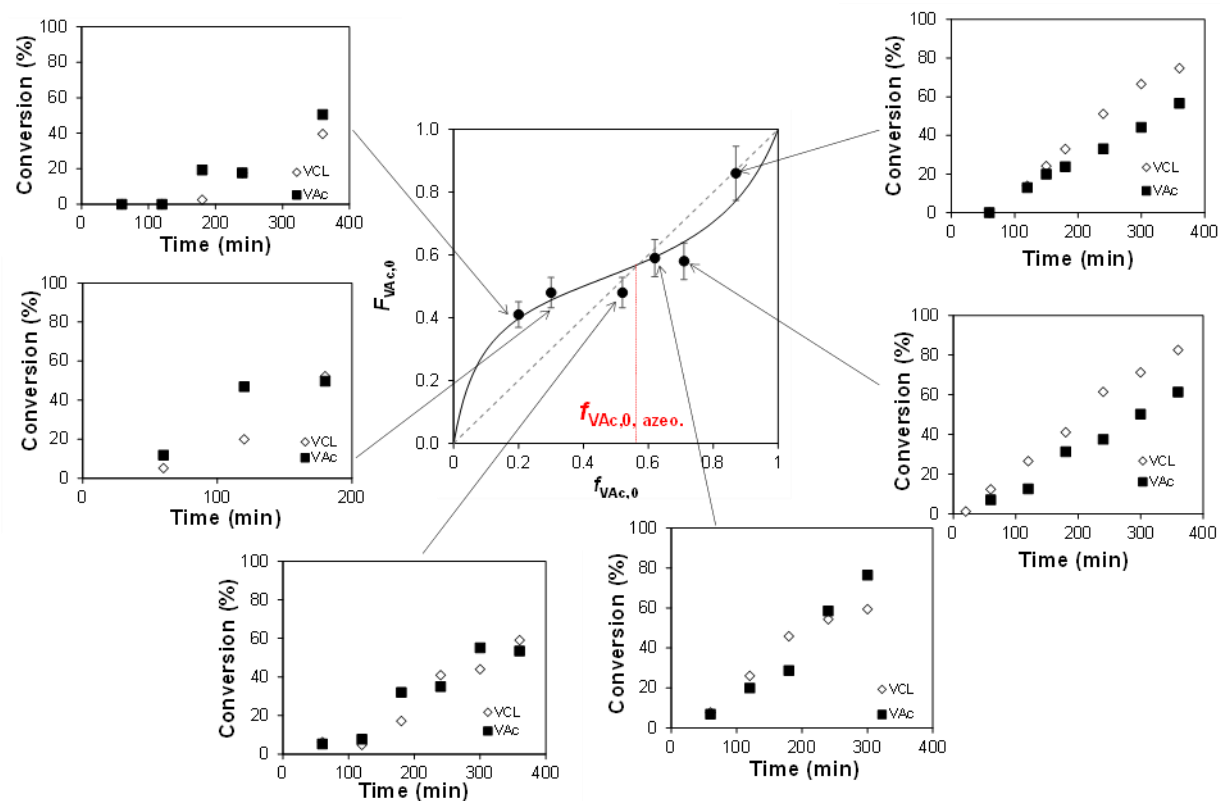 Conversion (%)
100
80
60
40
20
0
VCL
VAc
0 100 200 300 400
Time (min)
Conversion (%)
100
80
60
40
20
0
VCL
VAc
0 100 200 300 400
Time (min)
F VAc,0
1.0
0.8
0.6
0.4
0.2
0.0
f VAc,0, azeo.
0 0.2 0.4 0.6 0.8 1
f VAc,0
Conversion (%)
100
80
60
40
20
0
VCL
VAc
0 100 200
Time (min)
Conversion (%)
100
80
60
40
20
0
VCL
VAc
0 100 200 300 400
Time (min)
Conversion (%)
100
80
60
40
20
0
VCL
VAc
0 100 200 300 400
Time (min)
Conversion (%)
100
80
60
40
20
0
VCL
VAc
0 100 200 300 400
Time (min)